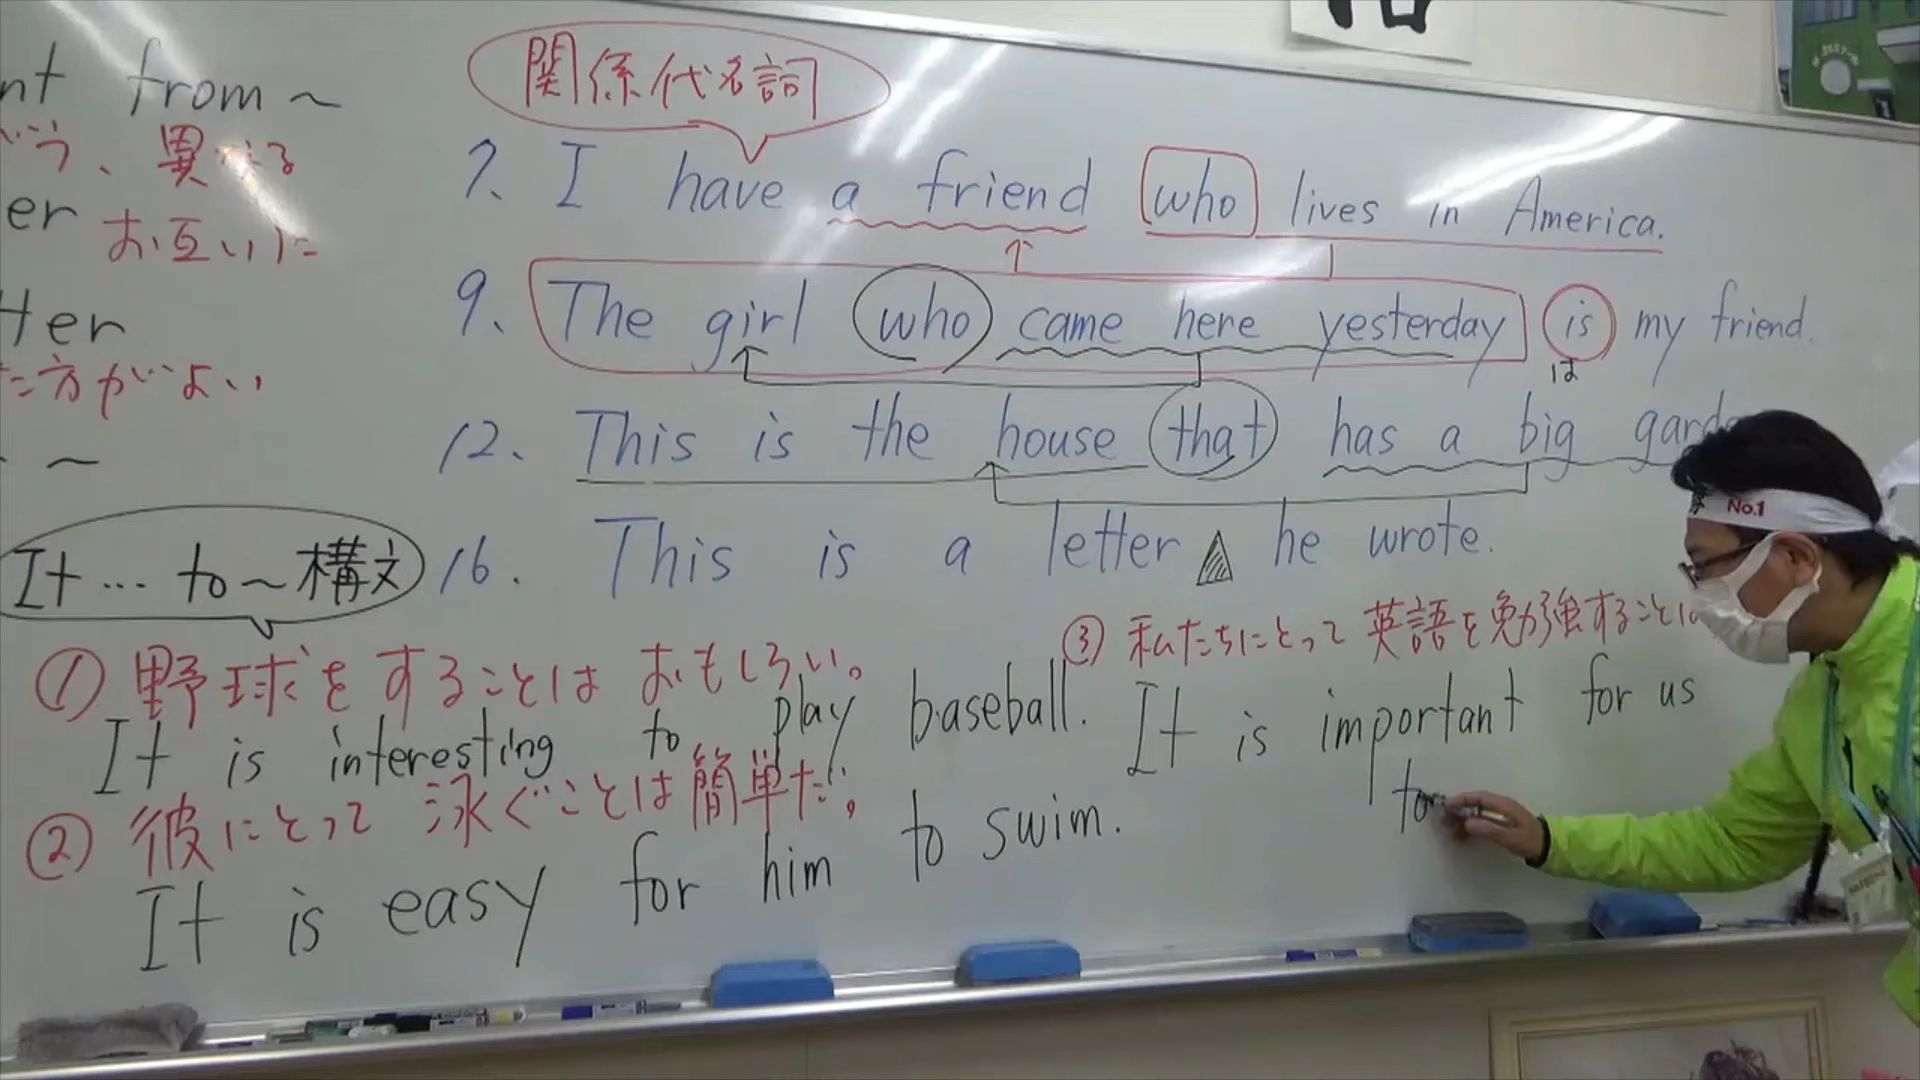 nt from ~
異なる
er お互いに
tter
た方がよい
~
It … to ~ 構文
関係代名詞
7. I have a friend who lives in America.
9. The girl who came here yesterday is my friend.
は
12. This is the house that has a big gard
16. This is a letter he wrote.
① 野球をすることはおもしろい。
It is interesting to play baseball.
② 彼にとって泳ぐことは簡単だ。
It is easy for him to swim.
③ 私たちにとって英語を勉強することは
It is important for us
to
No.1